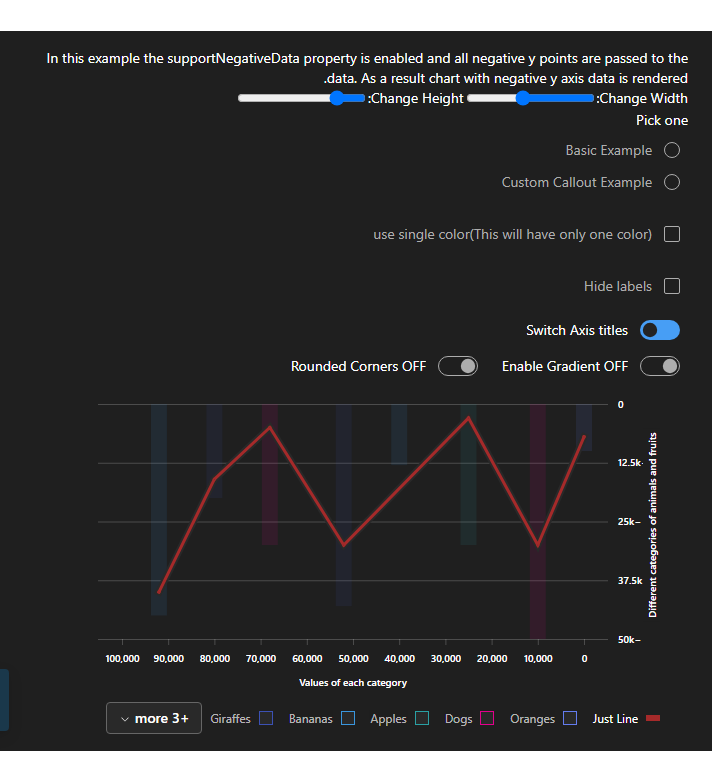 In this example the supportNegativeData property is enabled and all negative y points are passed to the
.data. As a result chart with negative y axis data is rendered
:Change Height :Change Width
Pick one
Basic Example
Custom Callout Example
use single color(This will have only one color)
Hide labels
Switch Axis titles
Rounded Corners OFF Enable Gradient OFF
0
12.5k-
25k-
37.5k
50k-
Different categories of animals and fruits
100,000 90,000 80,000 70,000 60,000 50,000 40,000 30,000 20,000 10,000 0
Values of each category
more 3+ Giraffes Bananas Apples Dogs Oranges Just Line